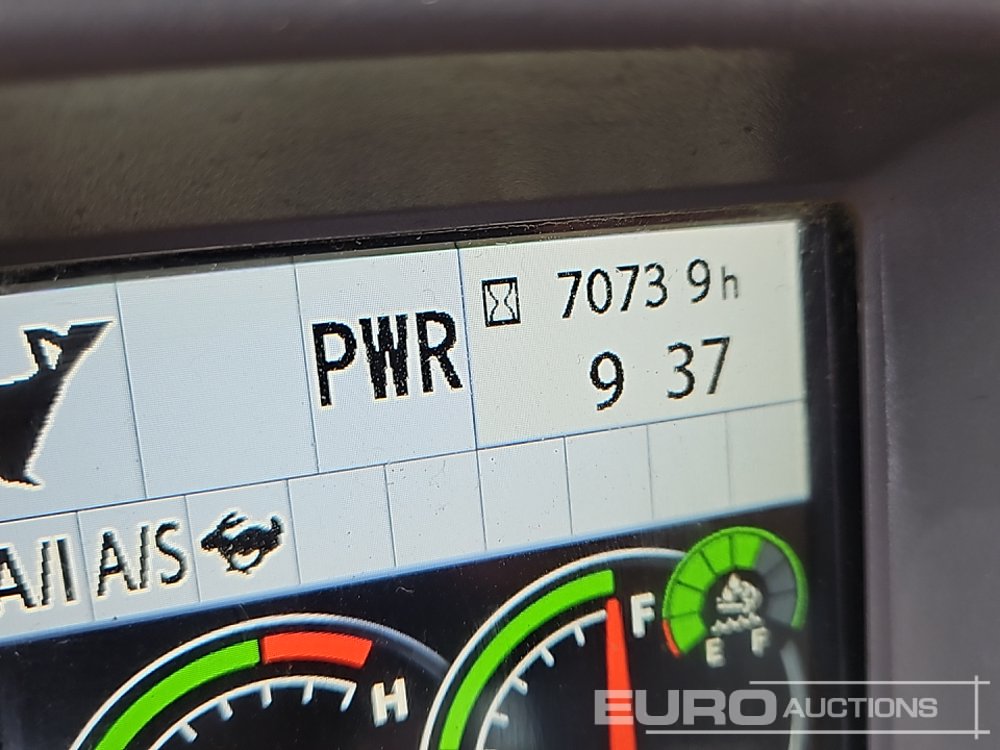 PWR
7073 9h
9 37
A/I A/S
H
F
E F
EURO AUCTIONS